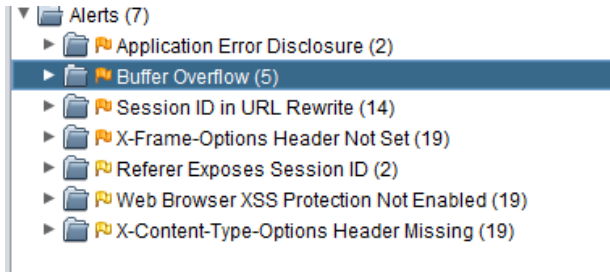 Alerts (7)
Application Error Disclosure (2)
Buffer Overflow (5)
Session ID in URL Rewrite (14)
X-Frame-Options Header Not Set (19)
Referer Exposes Session ID (2)
Web Browser XSS Protection Not Enabled (19)
X-Content-Type-Options Header Missing (19)